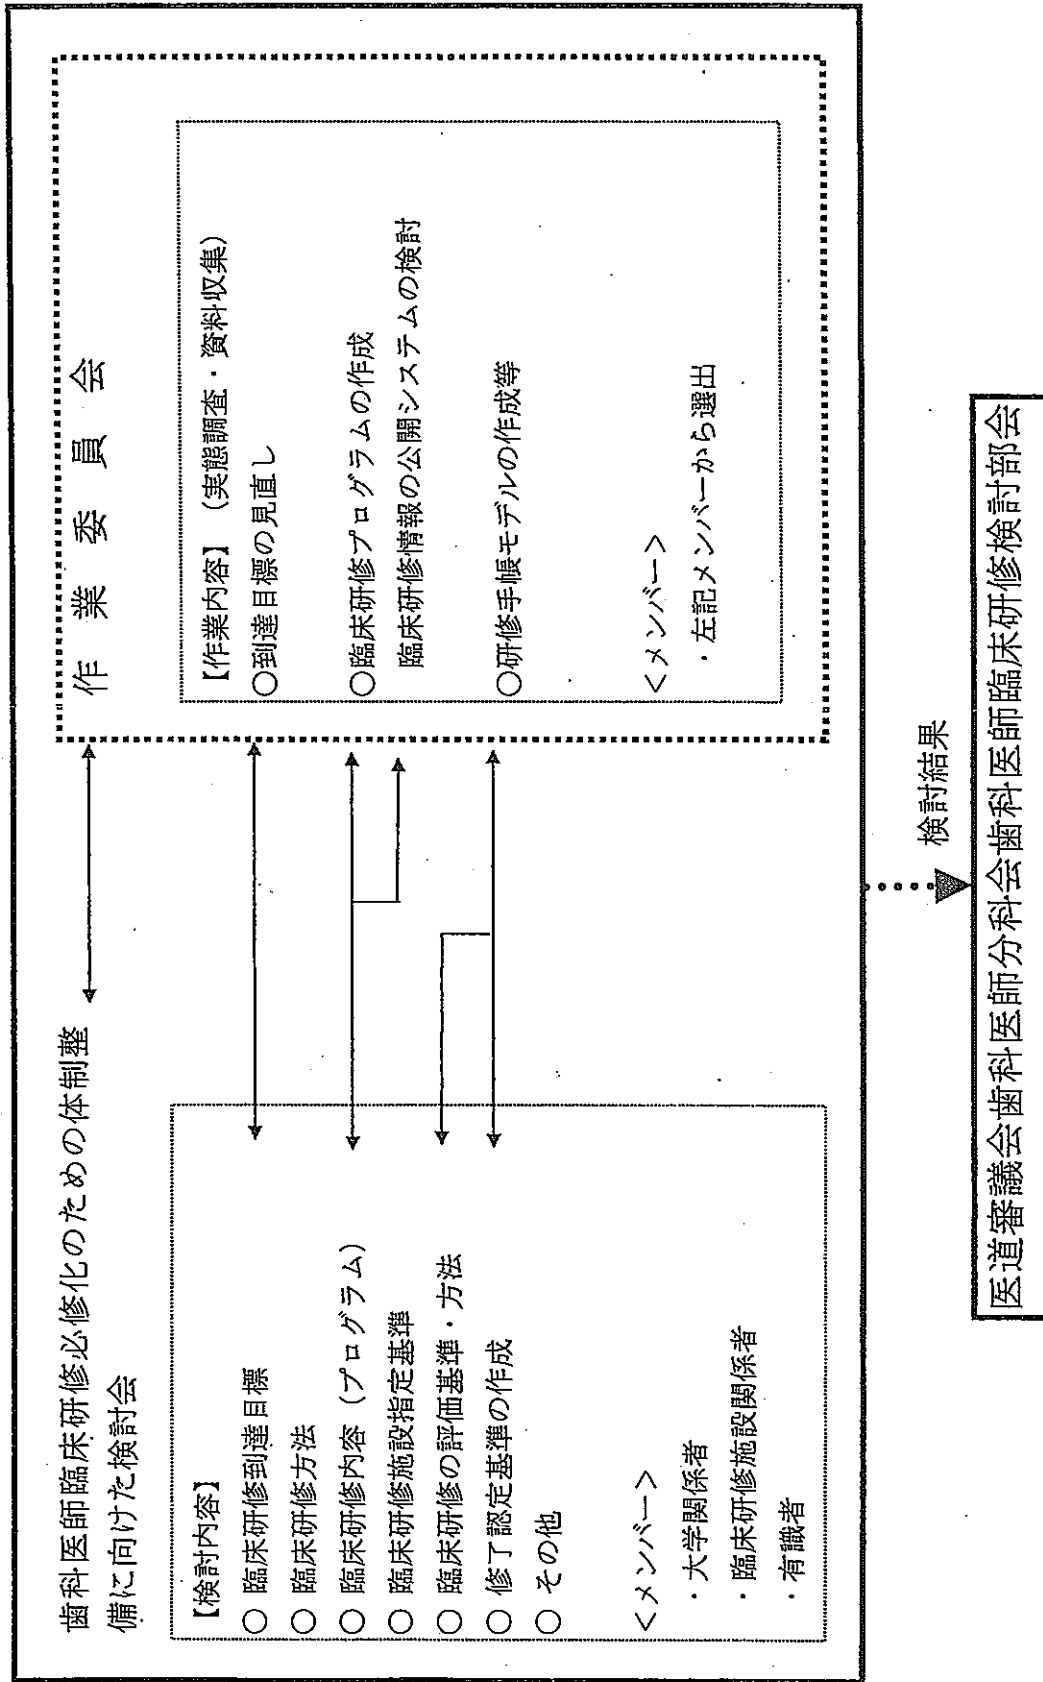 歯科医師臨床研修必修化のための体制整
備に向けた検討会
【検討内容】
○ 臨床研修到達目標
○ 臨床研修方法
○ 臨床研修内容（プログラム）
○ 臨床研修施設指定基準
○ 臨床研修の評価基準・方法
○ 修了認定基準の作成
○ その他
＜メンバー＞
・大学関係者
・臨床研修施設関係者
・有識者
作業委員会
【作業内容】（実態調査・資料収集）
○到達目標の見直し
○臨床研修プログラムの作成
臨床研修情報の公開システムの検討
○研修手帳モデルの作成等
＜メンバー＞
・左記メンバーから選出
検討結果
医道審議会歯科医師分科会歯科医師臨床研修検討部会